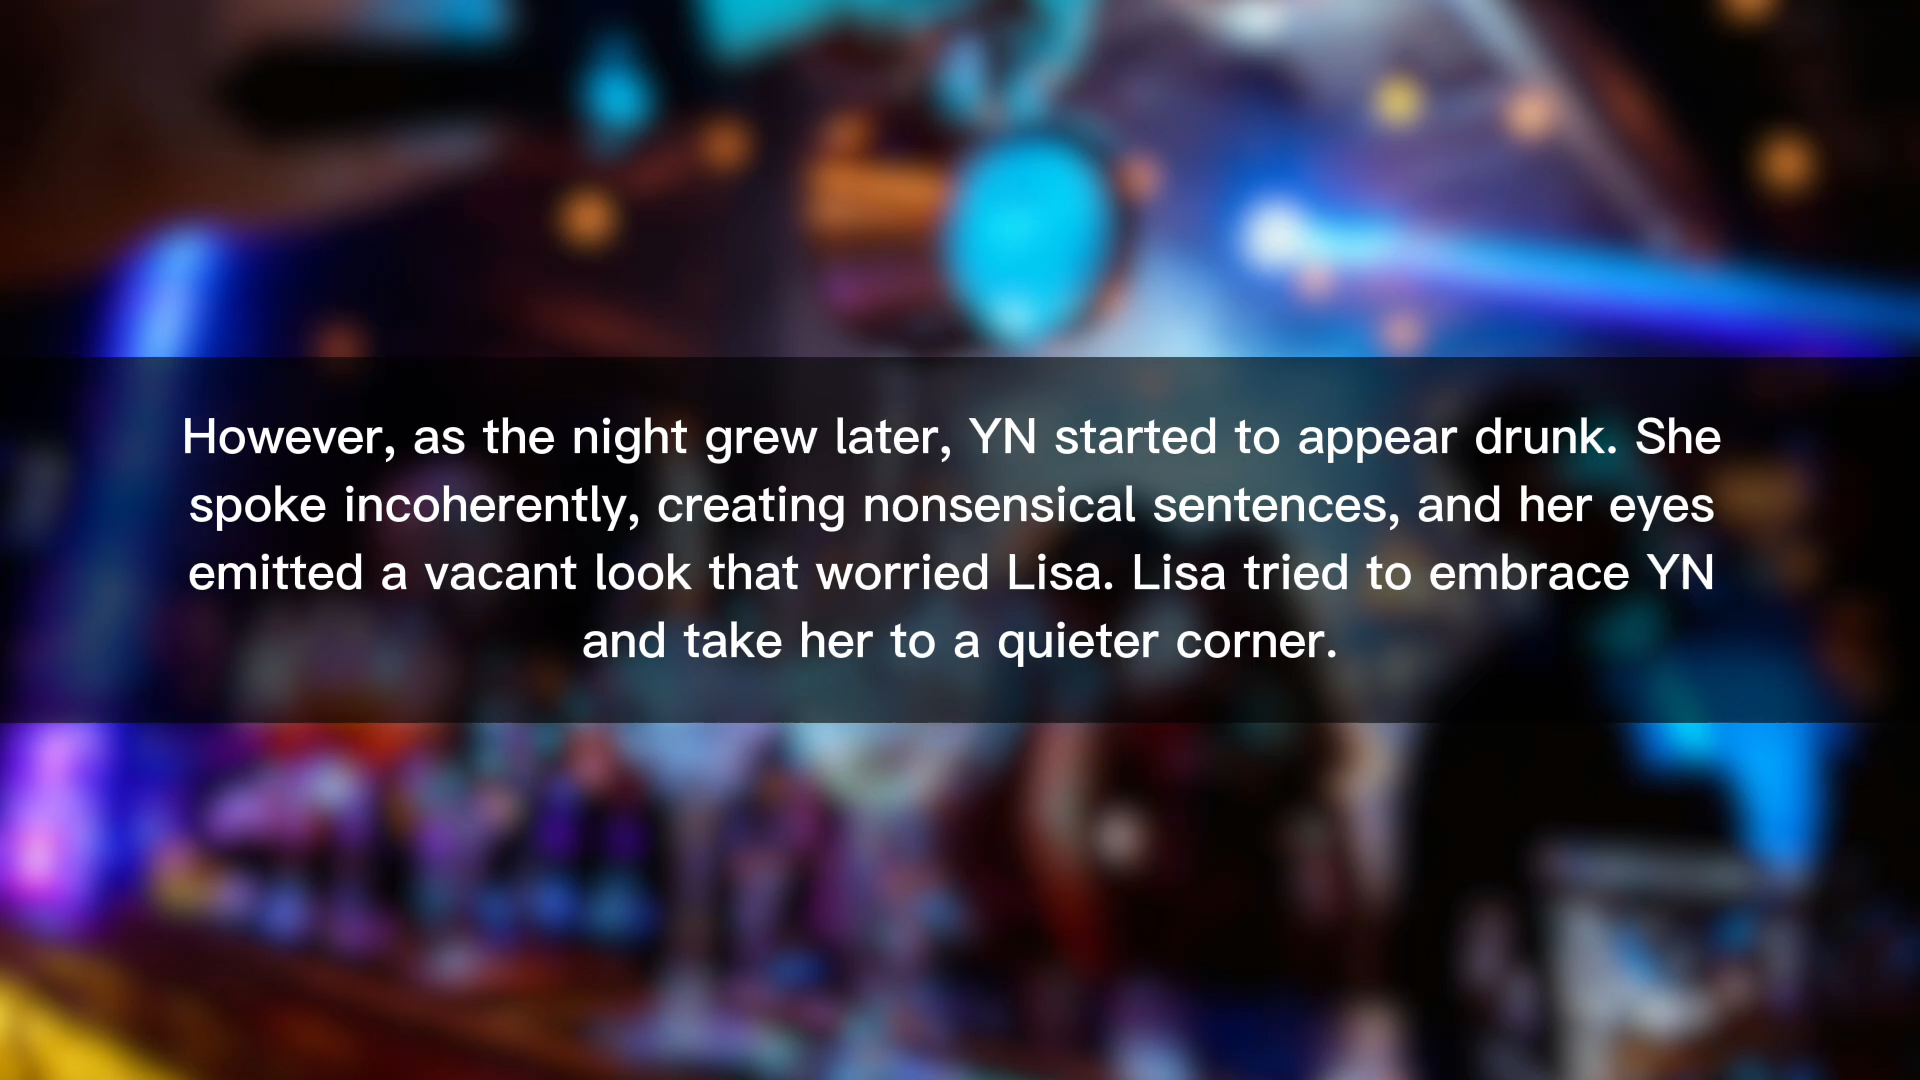 However, as the night grew later, YN started to appear drunk. She
spoke incoherently, creating nonsensical sentences, and her eyes
emitted a vacant look that worried Lisa. Lisa tried to embrace YN
and take her to a quieter corner.